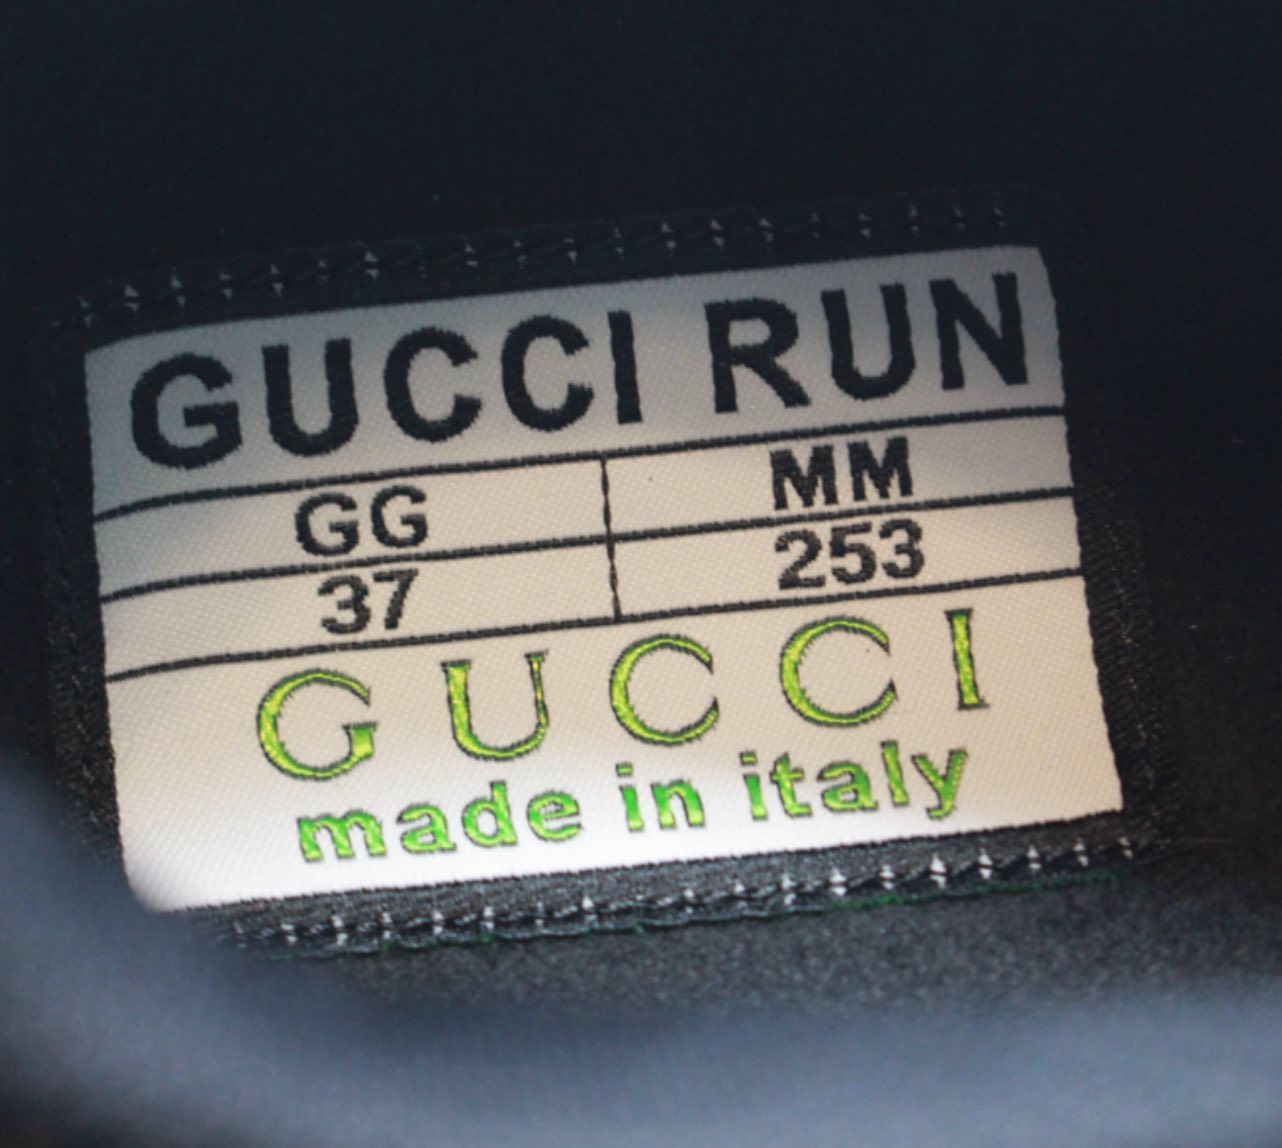 GUCCI RUN
GG MM
37 253
GUCCI
made in italy